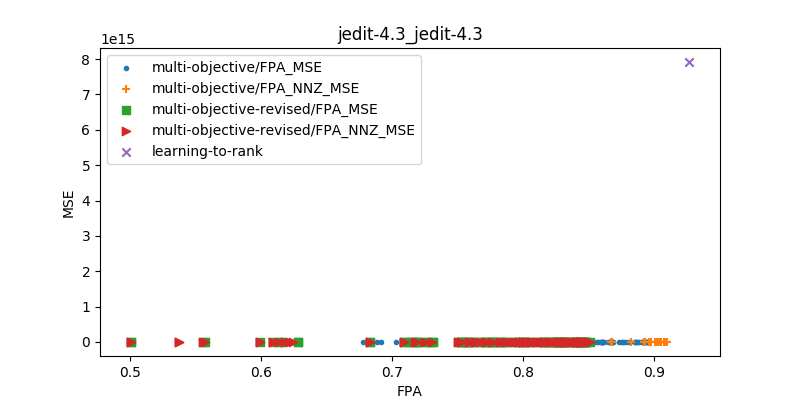 jedit-4.3_jedit-4.3
1e15
8
7
6
5
4
3
2
1
0
MSE
multi-objective/FPA_MSE
multi-objective/FPA_NNZ_MSE
multi-objective-revised/FPA_MSE
multi-objective-revised/FPA_NNZ_MSE
learning-to-rank
0.5 0.6 0.7 0.8 0.9
FPA